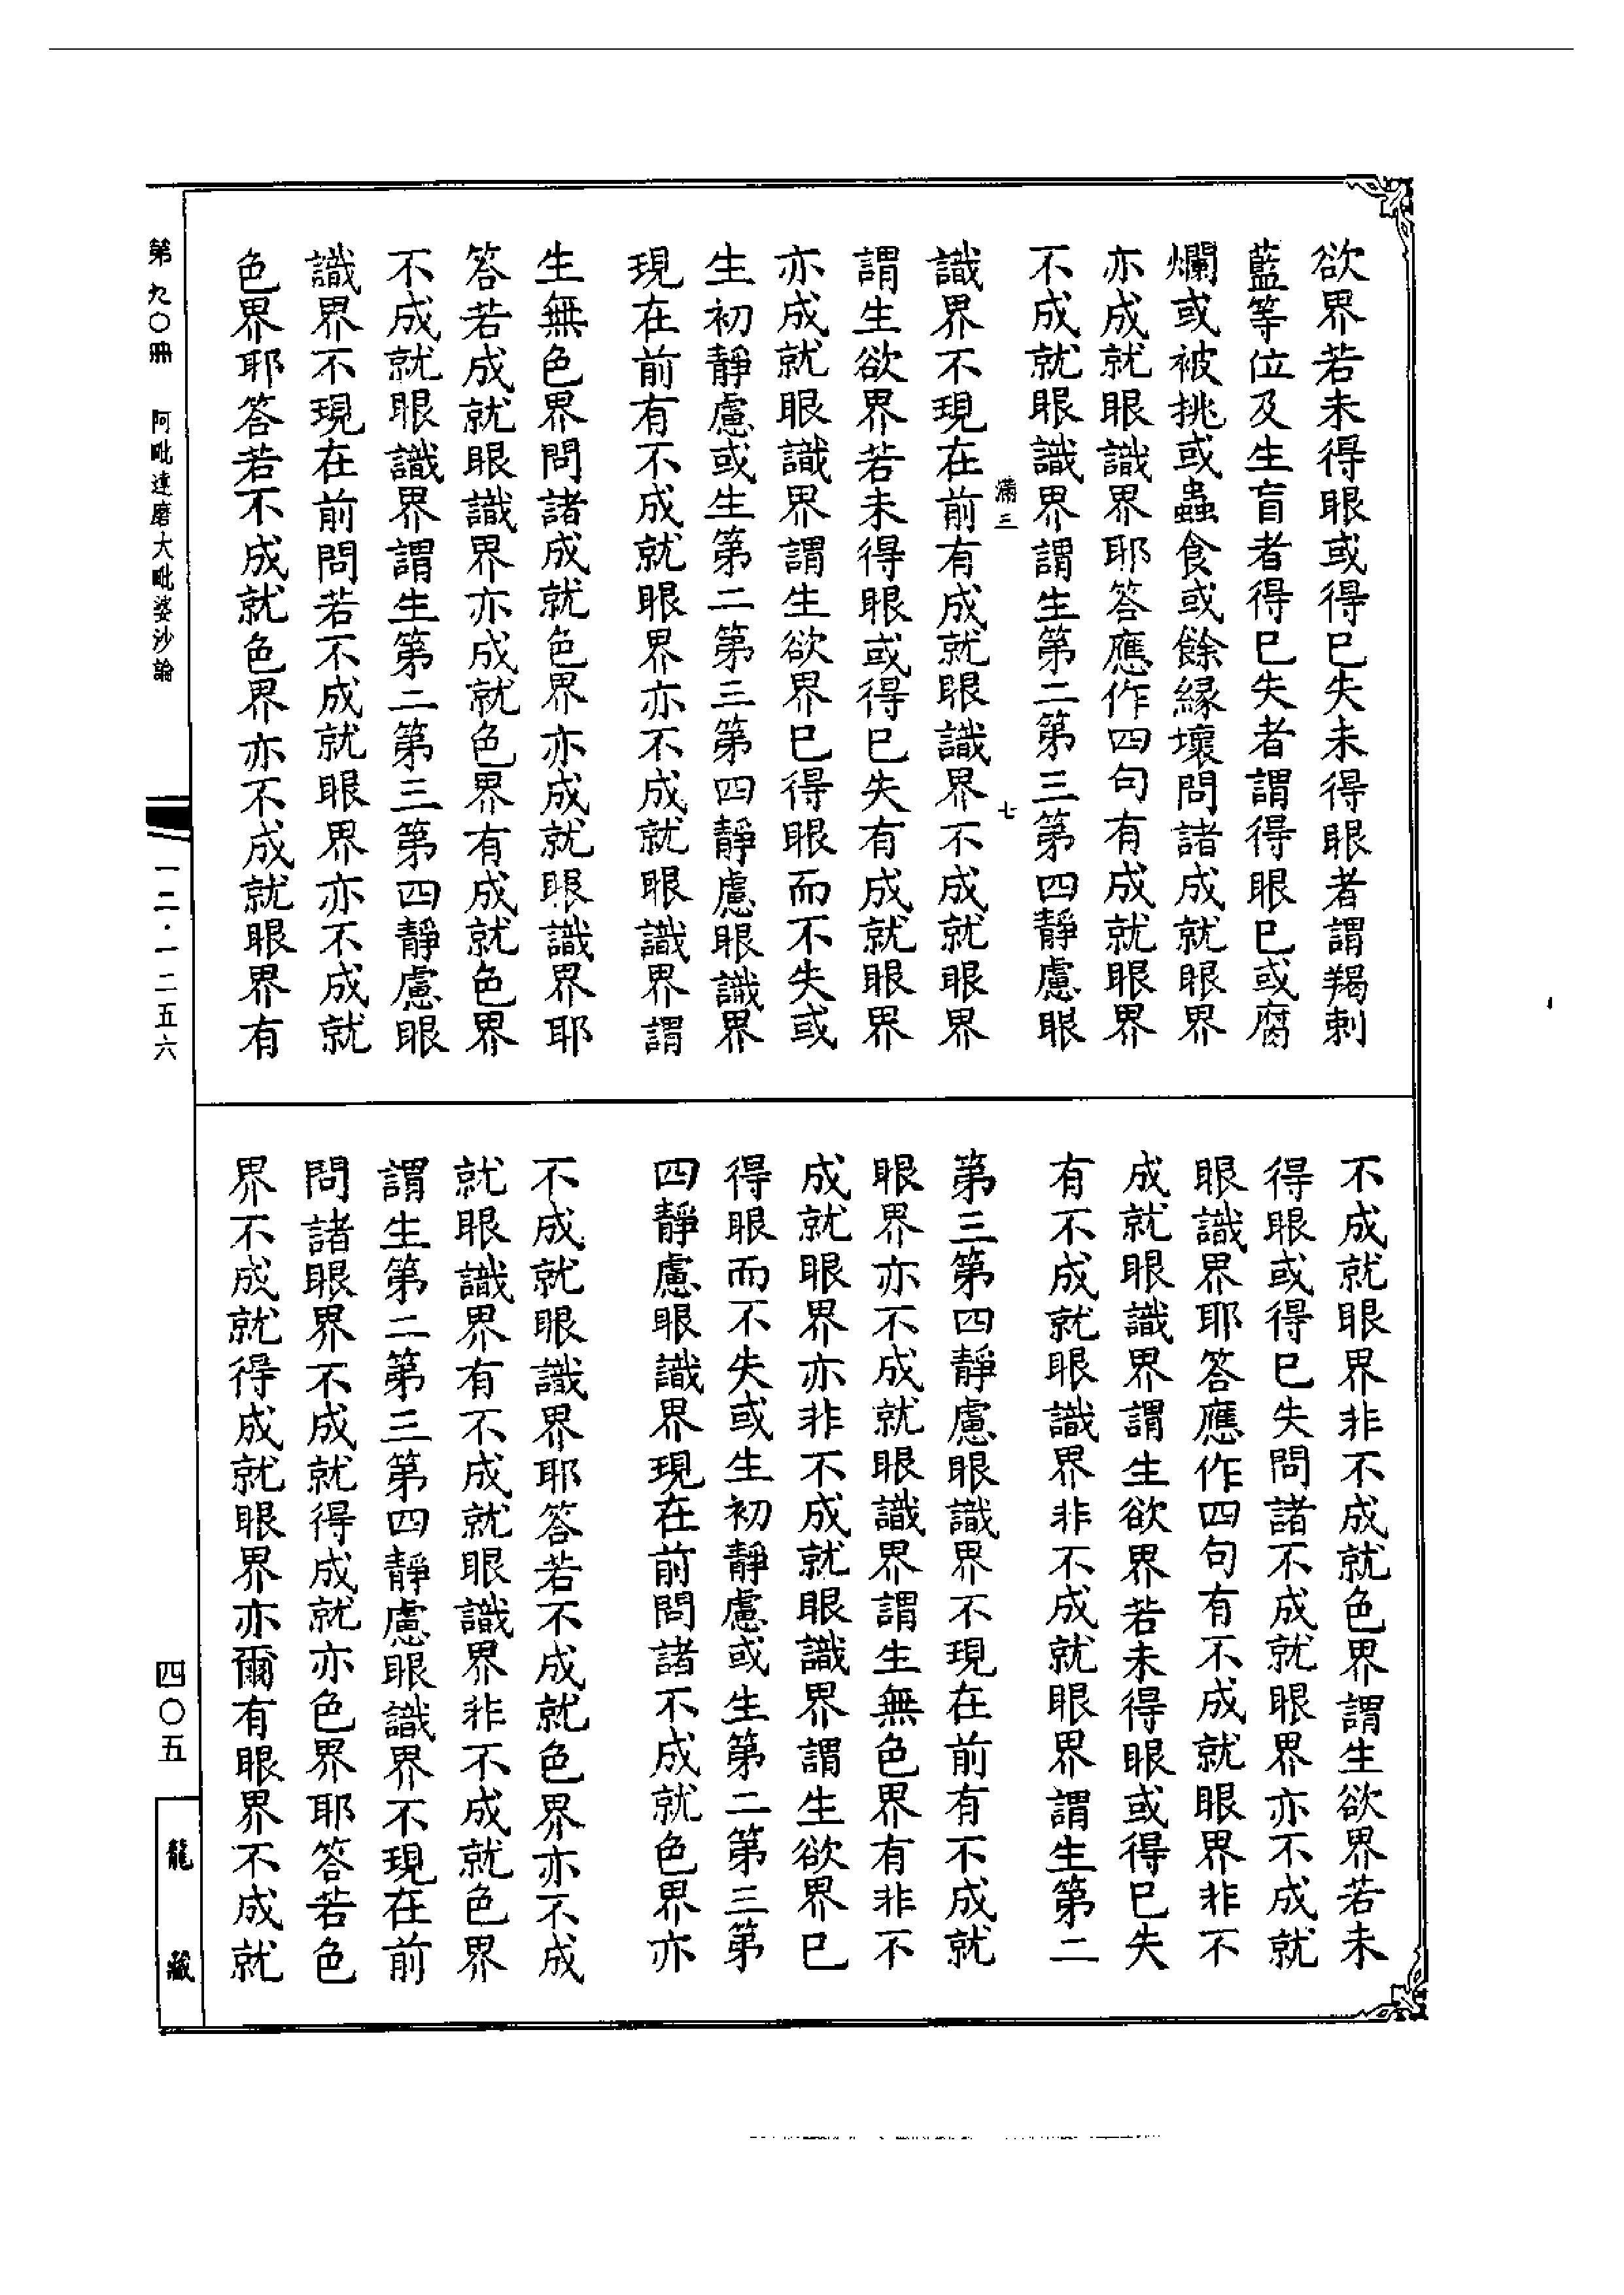 欲界若未得眼或得巳失未得眼者謂羯剌
藍等位及生盲者得巳失者謂得眼巳或腐
爛或被挑或蟲食或餘緣壞問諸成就眼界
亦成就眼識界耶答應作四句有成就眼界
不成就眼識界謂生第二第三第四靜慮眼
滿三
七
識界不現在前有成就眼識界不成就眼界
謂生欲界若未得眼或得巳失有成就眼界
亦成就眼識界謂生欲界巳得眼而不失或
生初靜慮或生第二第三第四靜慮眼識界
現在前有不成就眼界亦不成就眼識界謂
生無色界問諸成就色界亦成就眼識界耶
答若成就眼識界亦成就色界有成就色界
不成就眼識界謂生第二第三第四靜慮眼
識界不現在前問若不成就眼界亦不成就
色界耶答若不成就色界亦不成就眼界有
不成就眼界非不成就色界謂生欲界若未
得眼或得巳失問諸不成就眼界亦不成就
眼識界耶答應作四句有不成就眼界非不
成就眼識界謂生欲界若未得眼或得巳失
有不成就眼識界非不成就眼界謂生第二
第三第四靜慮眼識界不現在前有不成就
眼界亦不成就眼識界謂生無色界有非不
成就眼界亦非不成就眼識界謂生欲界巳
得眼而不失或生初靜慮或生第二第三第
四靜慮眼識界現在前問諸不成就色界亦
不成就眼識界耶答若不成就色界亦不成
就眼識界有不成就眼識界非不成就色界
謂生第二第三第四靜慮眼識界不現在前
問諸眼界不成就得成就亦色界耶答若色
界不成就得成就眼界亦爾有眼界不成就
第九〇冊 阿毗達磨大毗婆沙論
一二·一二五六
四〇五
龍藏